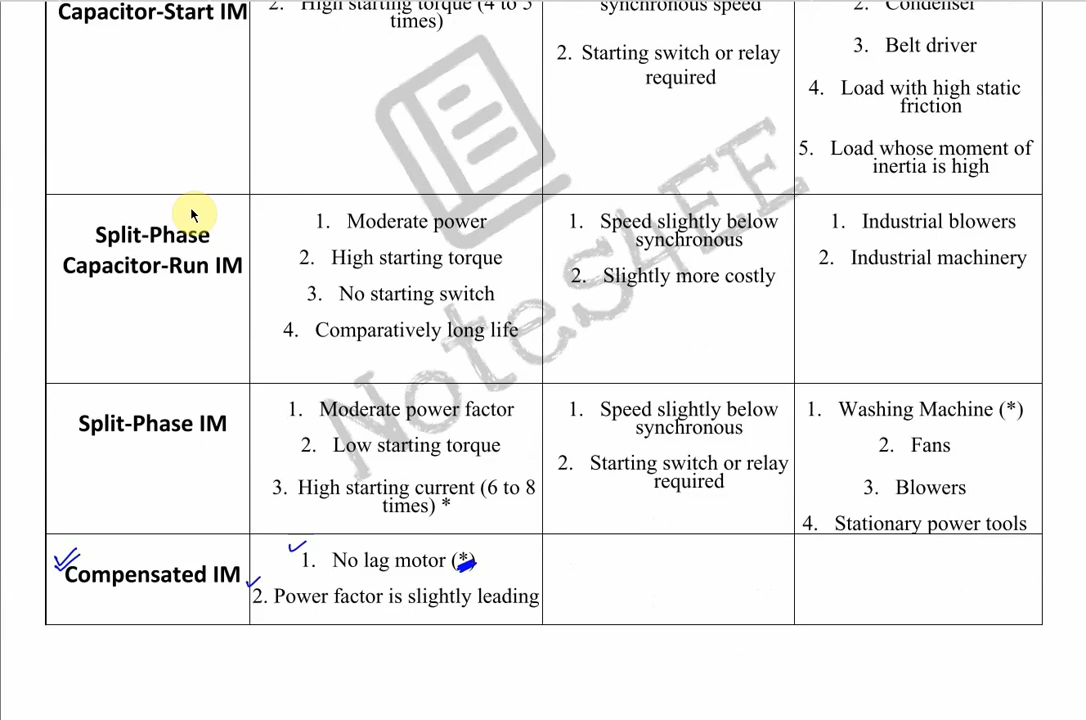 Capacitor-Start IM
2. High starting torque (4 to 5
times)
synchronous speed
2. Starting switch or relay
required
2. Condenser
3. Belt driver
4. Load with high static
friction
5. Load whose moment of
inertia is high
Split-Phase
Capacitor-Run IM
1. Moderate power
2. High starting torque
3. No starting switch
4. Comparatively long life
1. Speed slightly below
synchronous
2. Slightly more costly
1. Industrial blowers
2. Industrial machinery
Split-Phase IM
1. Moderate power factor
2. Low starting torque
3. High starting current (6 to 8
times) *
1. Speed slightly below
synchronous
2. Starting switch or relay
required
1. Washing Machine (*)
2. Fans
3. Blowers
4. Stationary power tools
Compensated IM
1. No lag motor (*)
2. Power factor is slightly leading
Notes4EE